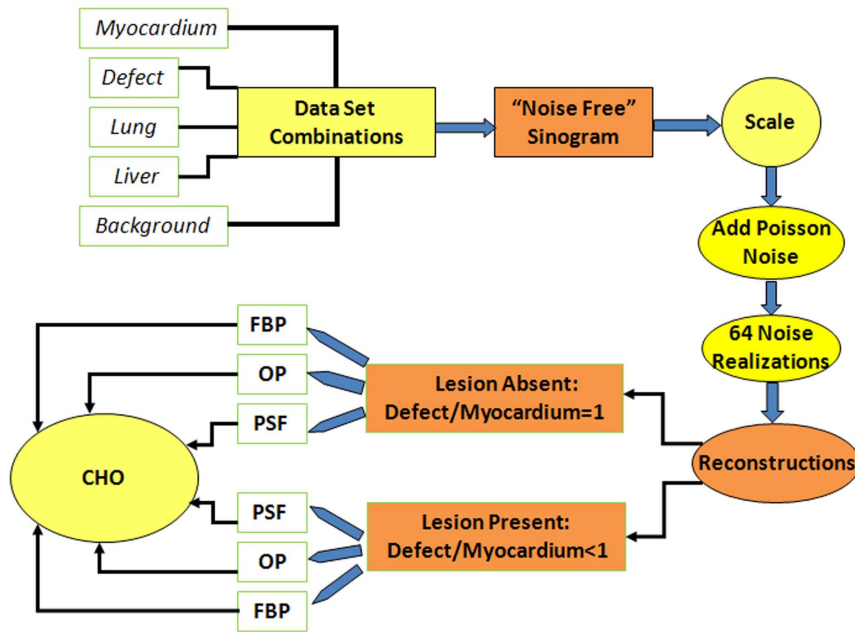 Myocardium
Defect
Lung
Liver
Background
Data Set
Combinations
“Noise Free”
Sinogram
Scale
Add Poisson
Noise
64 Noise
Realizations
Reconstructions
Lesion Absent:
Defect/Myocardium=1
Lesion Present:
Defect/Myocardium<1
FBP
OP
PSF
PSF
OP
FBP
CHO